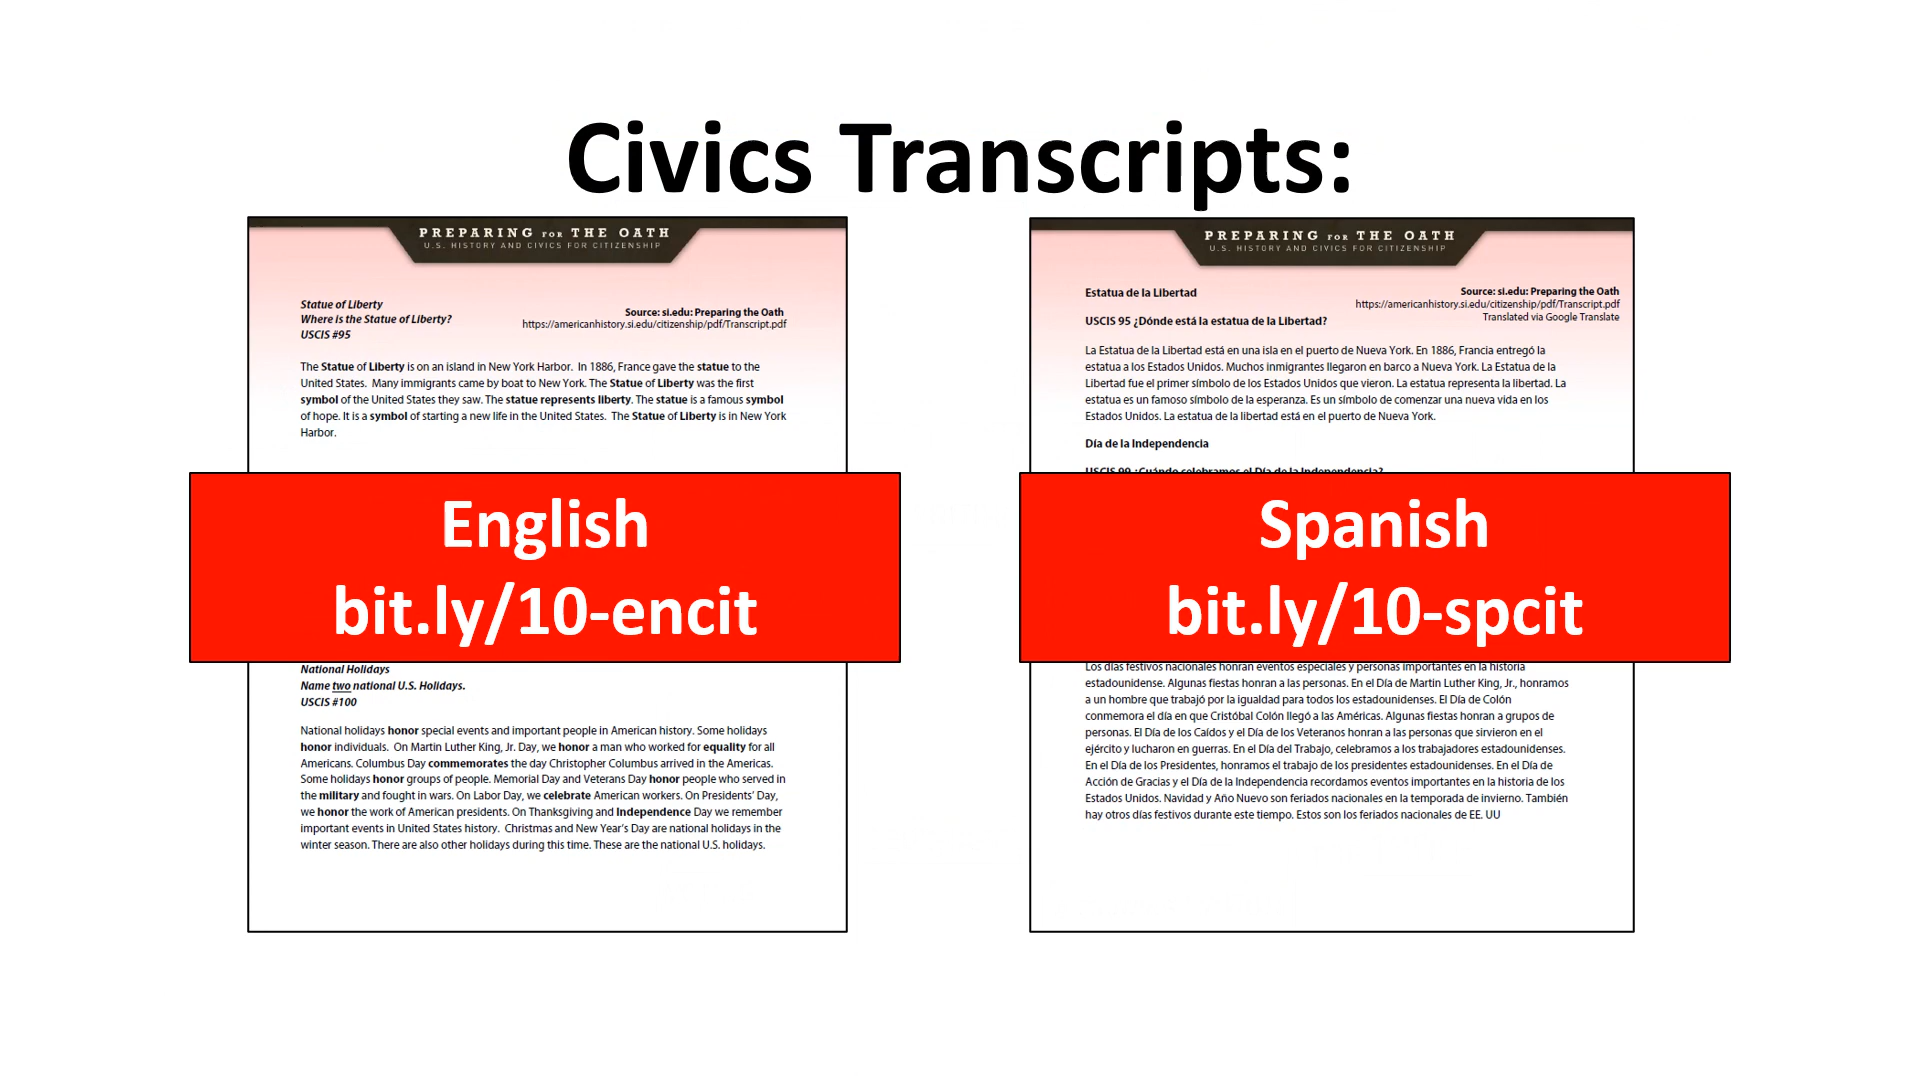 Civics Transcripts:
PREPARING FOR THE OATH
U.S. HISTORY AND CIVICS FOR CITIZENSHIP
Statue of Liberty
Where is the Statue of Liberty?
USCIS #95
Source: si.edu: Preparing the Oath
https://americanhistory.si.edu/citizenship/pdf/Transcript.pdf
The Statue of Liberty is on an island in New York Harbor. In 1886, France gave the statue to the
United States. Many immigrants came by boat to New York. The Statue of Liberty was the first
symbol of the United States they saw. The statue represents liberty. The statue is a famous symbol
of hope. It is a symbol of starting a new life in the United States. The Statue of Liberty is in New York
Harbor.
English
bit.ly/10-encit
National Holidays
Name two national U.S. Holidays.
USCIS #100
National holidays honor special events and important people in American history. Some holidays
honor individuals. On Martin Luther King, Jr. Day, we honor a man who worked for equality for all
Americans. Columbus Day commemorates the day Christopher Columbus arrived in the Americas.
Some holidays honor groups of people. Memorial Day and Veterans Day honor people who served in
the military and fought in wars. On Labor Day, we celebrate American workers. On Presidents' Day,
we honor the work of American presidents. On Thanksgiving and Independence Day we remember
important events in United States history. Christmas and New Year's Day are national holidays in the
winter season. There are also other holidays during this time. These are the national U.S. holidays.
PREPARING FOR THE OATH
U.S. HISTORY AND CIVICS FOR CITIZENSHIP
Estatua de la Libertad
Source: si.edu: Preparing the Oath
https://americanhistory.si.edu/citizenship/pdf/Transcript.pdf
Translated via Google Translate
USCIS 95 ¿Dónde está la estatua de la Libertad?
La Estatua de la Libertad está en una isla en el puerto de Nueva York. En 1886, Francia entregó la
estatua a los Estados Unidos. Muchos inmigrantes llegaron en barco a Nueva York. La Estatua de la
Libertad fue el primer símbolo de los Estados Unidos que vieron. La estatua representa la libertad. La
estatua es un famoso símbolo de la esperanza. Es un símbolo de comenzar una nueva vida en los
Estados Unidos. La estatua de la libertad está en el puerto de Nueva York.
Día de la Independencia
USCIS 99 ¿Cuándo celebramos el Día de la Independencia?
Spanish
bit.ly/10-spcit
Los días festivos nacionales honran eventos especiales y personas importantes en la historia
estadounidense. Algunas fiestas honran a las personas. En el Día de Martin Luther King, Jr., honramos
a un hombre que trabajó por la igualdad para todos los estadounidenses. El Día de Colón
conmemora el día en que Cristóbal Colón llegó a las Américas. Algunas fiestas honran a grupos de
personas. El Día de los Caídos y el Día de los Veteranos honran a las personas que sirvieron en el
ejército y lucharon en guerras. En el Día del Trabajo, celebramos a los trabajadores estadounidenses.
En el Día de los Presidentes, honramos el trabajo de los presidentes estadounidenses. En el Día de
Acción de Gracias y el Día de la Independencia recordamos eventos importantes en la historia de los
Estados Unidos. Navidad y Año Nuevo son feriados nacionales en la temporada de invierno. También
hay otros días festivos durante este tiempo. Estos son los feriados nacionales de EE. UU